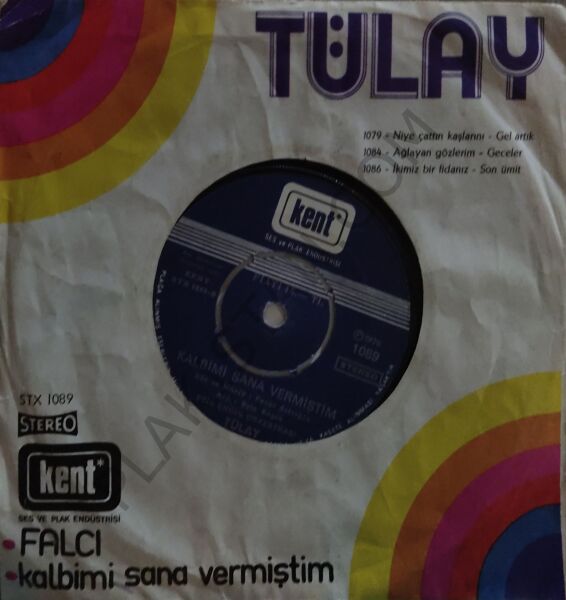 TÜLAY
1079 - Niye çattın kaşlarını - Gel artık
1084 - Ağlayan gözlerim - Geceler
1086 - İkimiz bir fidanız - Son ümit
kent
SES ve PLAK ENDÜSTRİSİ
KENT
1089
STEREO
KALBİMİ SANA VERMİŞTİM
TÜLAY
STX 1089
STEREO
kent
SES VE PLAK ENDÜSTRİSİ
• FALCI
• kalbimi sana vermiştim